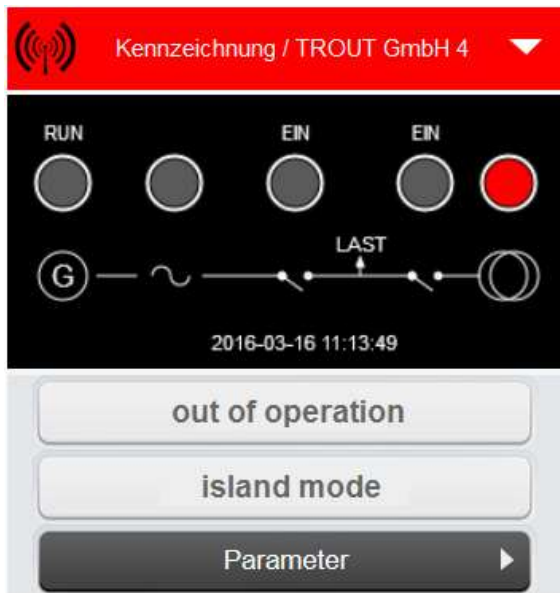 Kennzeichnung / TROUT GmbH 4
RUN EIN EIN
LAST
G
2016-03-16 11:13:49
out of operation
island mode
Parameter